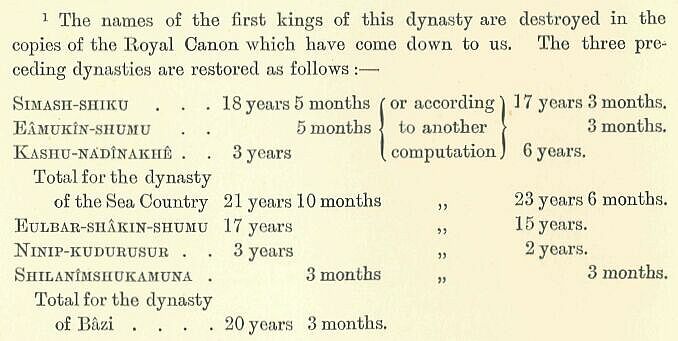 ¹ The names of the first kings of this dynasty are destroyed in the
copies of the Royal Canon which have come down to us. The three pre-
ceding dynasties are restored as follows :—
SIMASH-SHIKU . . . 18 years 5 months ( or according ) 17 years 3 months.
EÂMUKÎN-SHUMU . . 5 months { to another } 3 months.
KASHU-NADÎNAKHÊ . . 3 years ( computation ) 6 years.
Total for the dynasty
of the Sea Country 21 years 10 months ,, 23 years 6 months.
EULBAR-SHÂKIN-SHUMU 17 years ,, 15 years.
NINIP-KUDURUSUR . . 3 years ,, 2 years.
SHILANÎMSHUKAMUNA . 3 months ,, 3 months.
Total for the dynasty
of Bâzi . . . . 20 years 3 months.